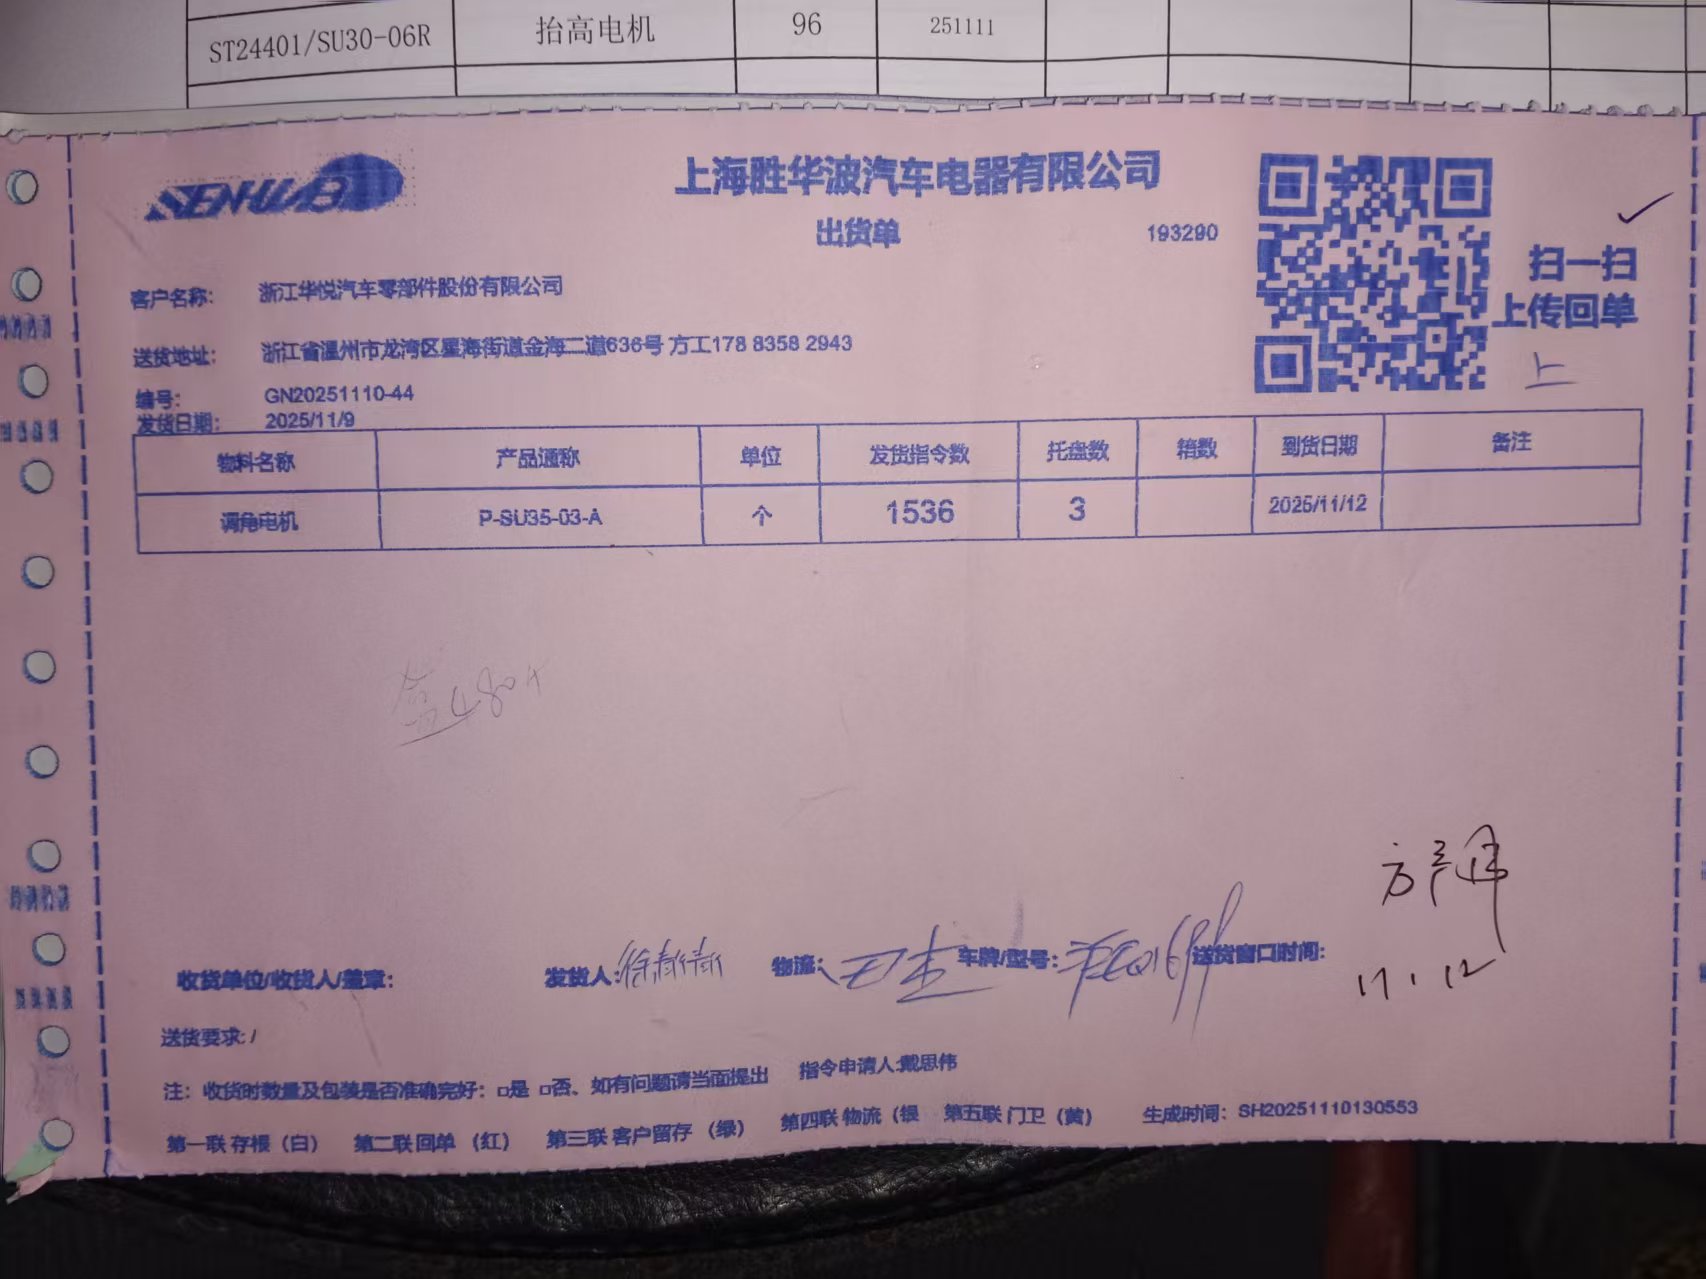 ST24401/SU30-06R 抬高电机 96 251111
SENHWABO
上海胜华波汽车电器有限公司
出货单 193290
扫一扫
上传回单
上
客户名称: 浙江华悦汽车零部件股份有限公司
送货地址: 浙江省温州市龙湾区星海街道金海二道636号 方工178 8358 2943
编号: GN20251110-44
发货日期: 2025/11/9
物料名称 产品通称 单位 发货指令数 托盘数 箱数 到货日期 备注
调角电机 P-SU35-03-A 个 1536 3 2025/11/12
480
收货单位/收货人/盖章: 发货人: 物流: 车牌/型号: 送货窗口时间:
11.12
送货要求: /
注: 收货时数量及包装是否准确完好: □是 □否、如有问题请当面提出 指令申请人:戴思伟
第一联 存根 (白) 第二联 回单 (红) 第三联 客户留存 (绿) 第四联 物流 (银 第五联 门卫 (黄) 生成时间: SH20251110130553